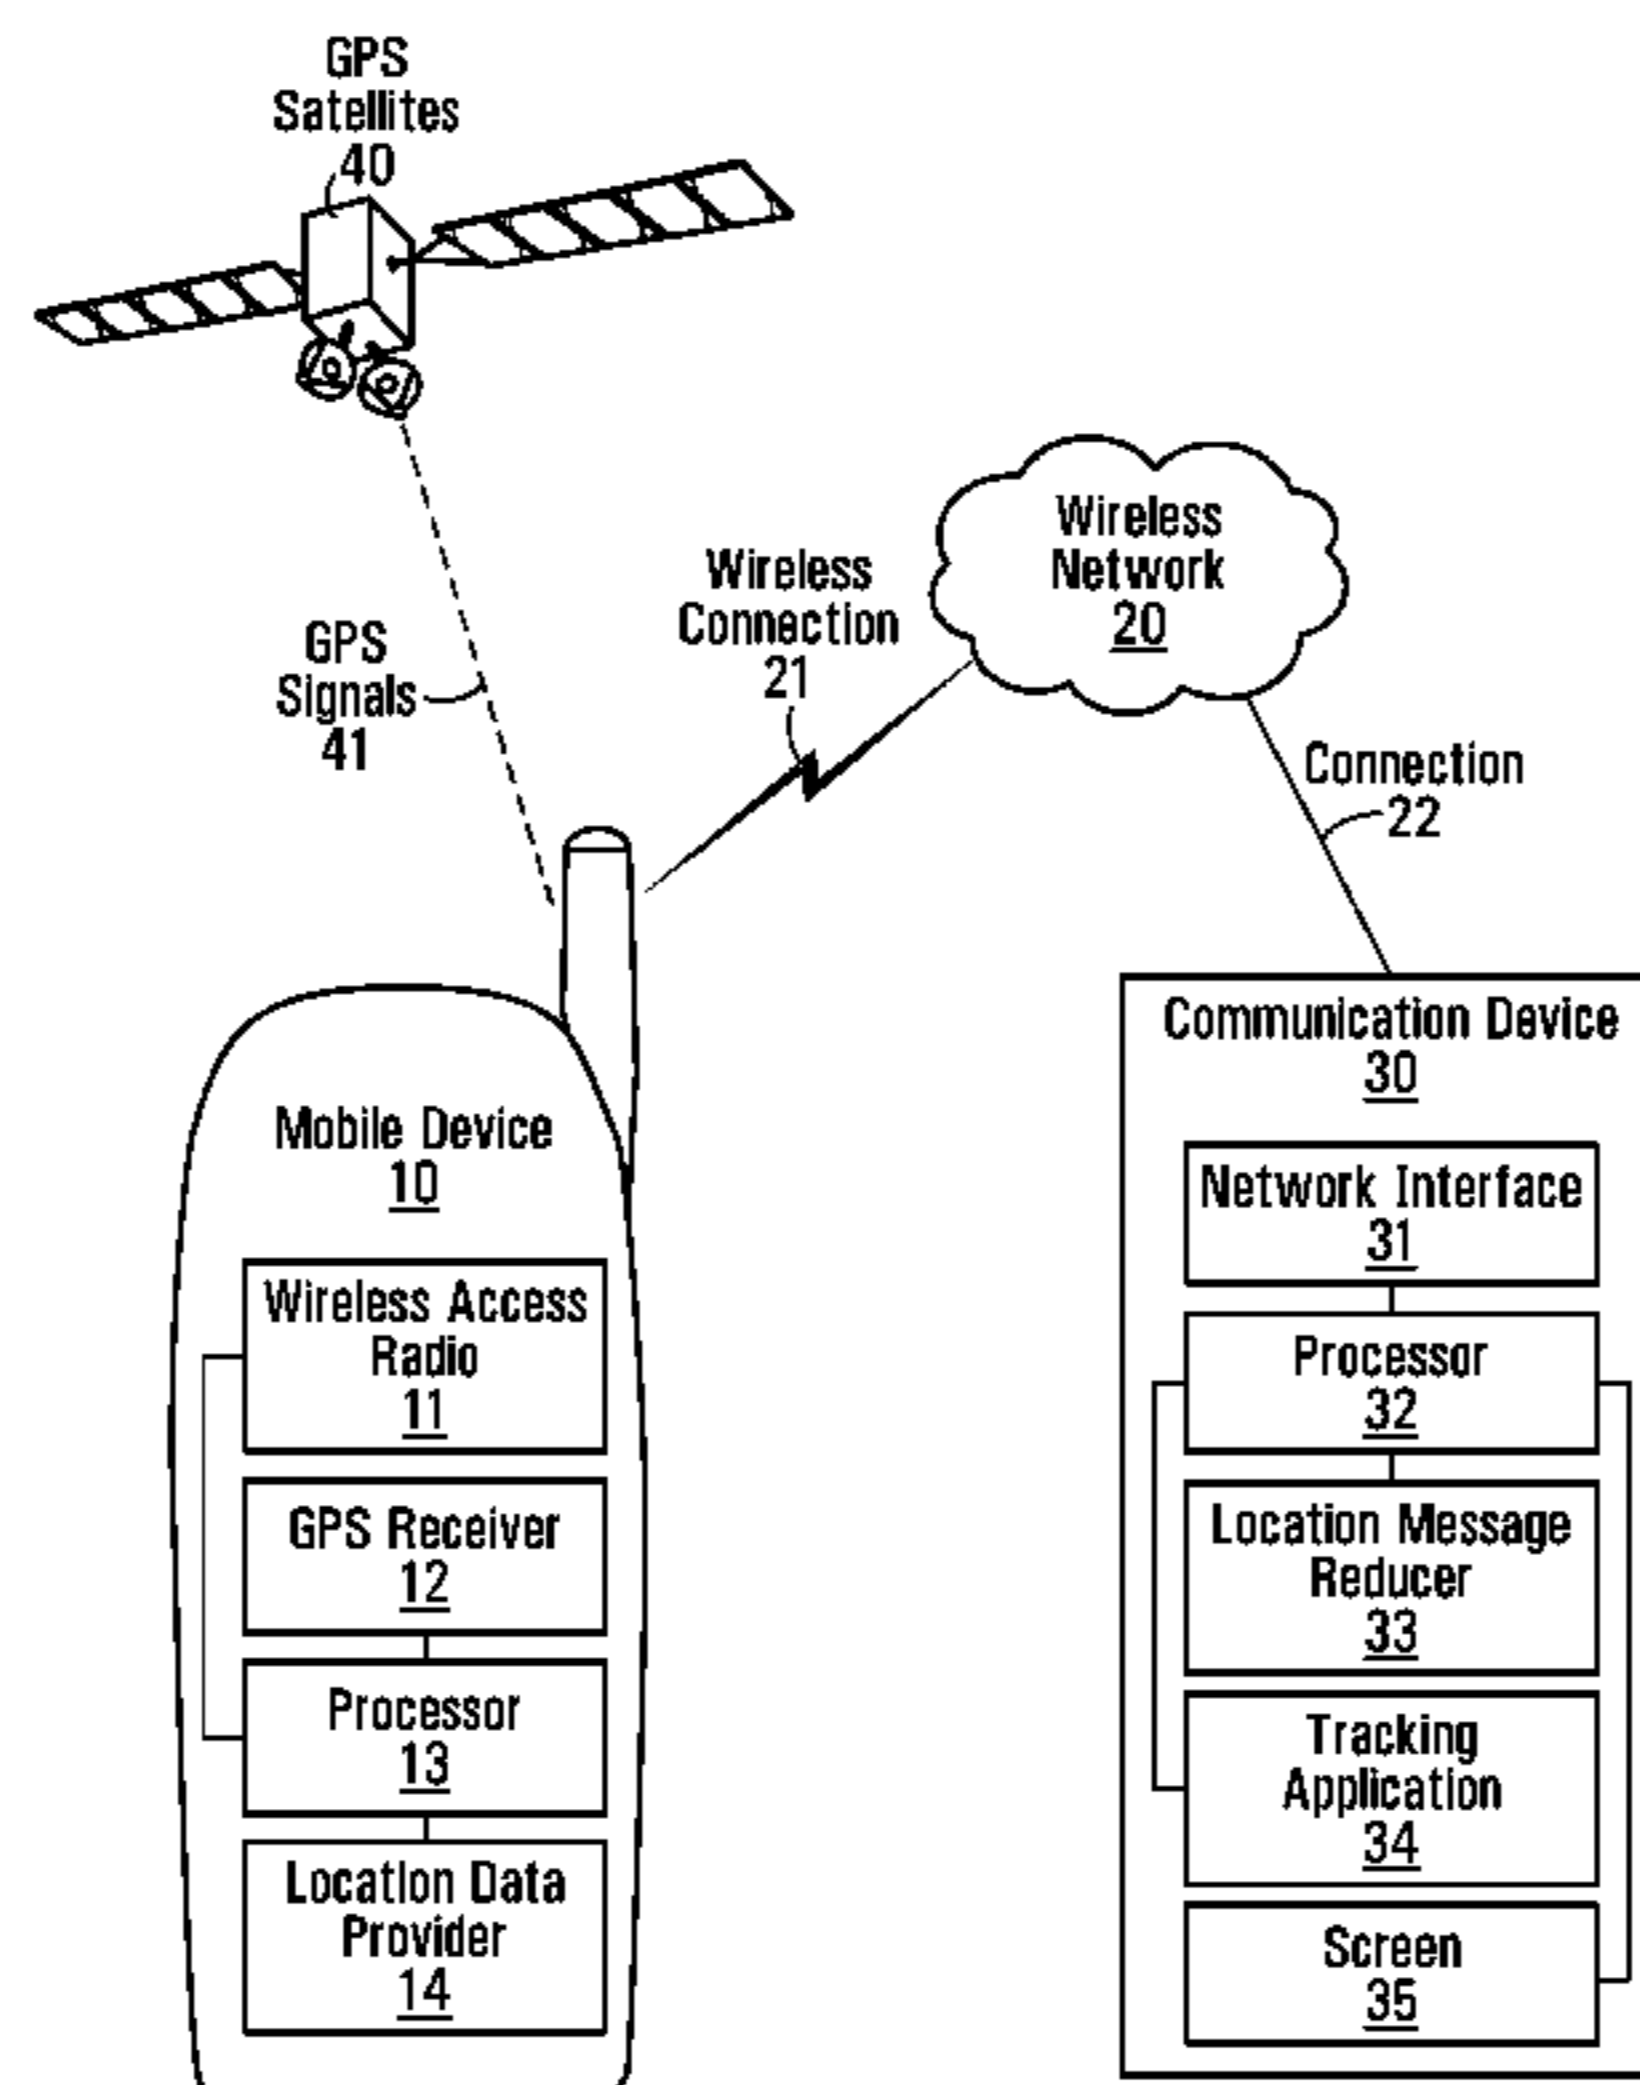 GPS
Satellites
40
GPS
Signals
41
Wireless
Connection
21
Wireless
Network
20
Connection
22
Mobile Device
10
Wireless Access
Radio
11
GPS Receiver
12
Processor
13
Location Data
Provider
14
Communication Device
30
Network Interface
31
Processor
32
Location Message
Reducer
33
Tracking
Application
34
Screen
35